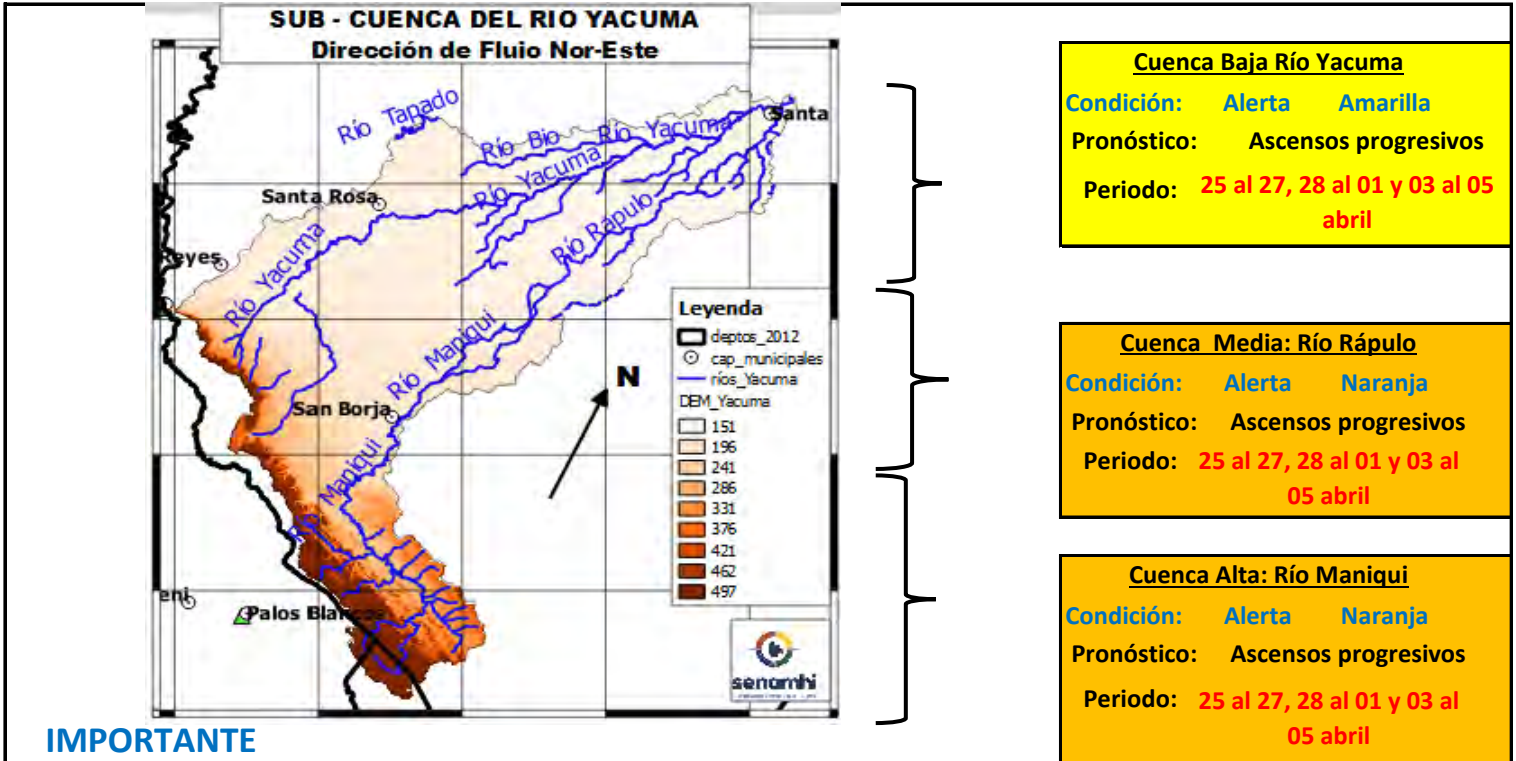 SUB - CUENCA DEL RIO YACUMA
Dirección de Fluio Nor-Este
Río Tapado
Río Bio
Río Yacuma
Santa
Río Yacuma
Santa Rosa
Río Rápulo
Reyes
Río Yacuma
Río Maniqui
San Borja
Río Maniqui
eni
Palos Blancos
N
Leyenda
deptos_2012
cap_municipales
ríos_Yacuma
DEM_Yacuma
151
196
241
286
331
376
421
462
497
senamhi
Cuenca Baja Río Yacuma
Condición: Alerta Amarilla
Pronóstico: Ascensos progresivos
Periodo: 25 al 27, 28 al 01 y 03 al 05
abril
Cuenca Media: Río Rápulo
Condición: Alerta Naranja
Pronóstico: Ascensos progresivos
Periodo: 25 al 27, 28 al 01 y 03 al
05 abril
Cuenca Alta: Río Maniqui
Condición: Alerta Naranja
Pronóstico: Ascensos progresivos
Periodo: 25 al 27, 28 al 01 y 03 al
05 abril
IMPORTANTE